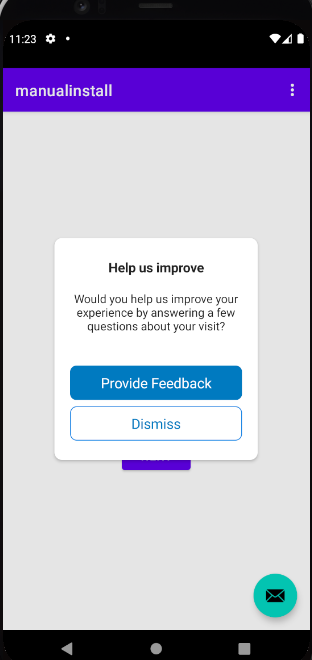 11:23
manualinstall
Help us improve
Would you help us improve your
experience by answering a few
questions about your visit?
Provide Feedback
Dismiss